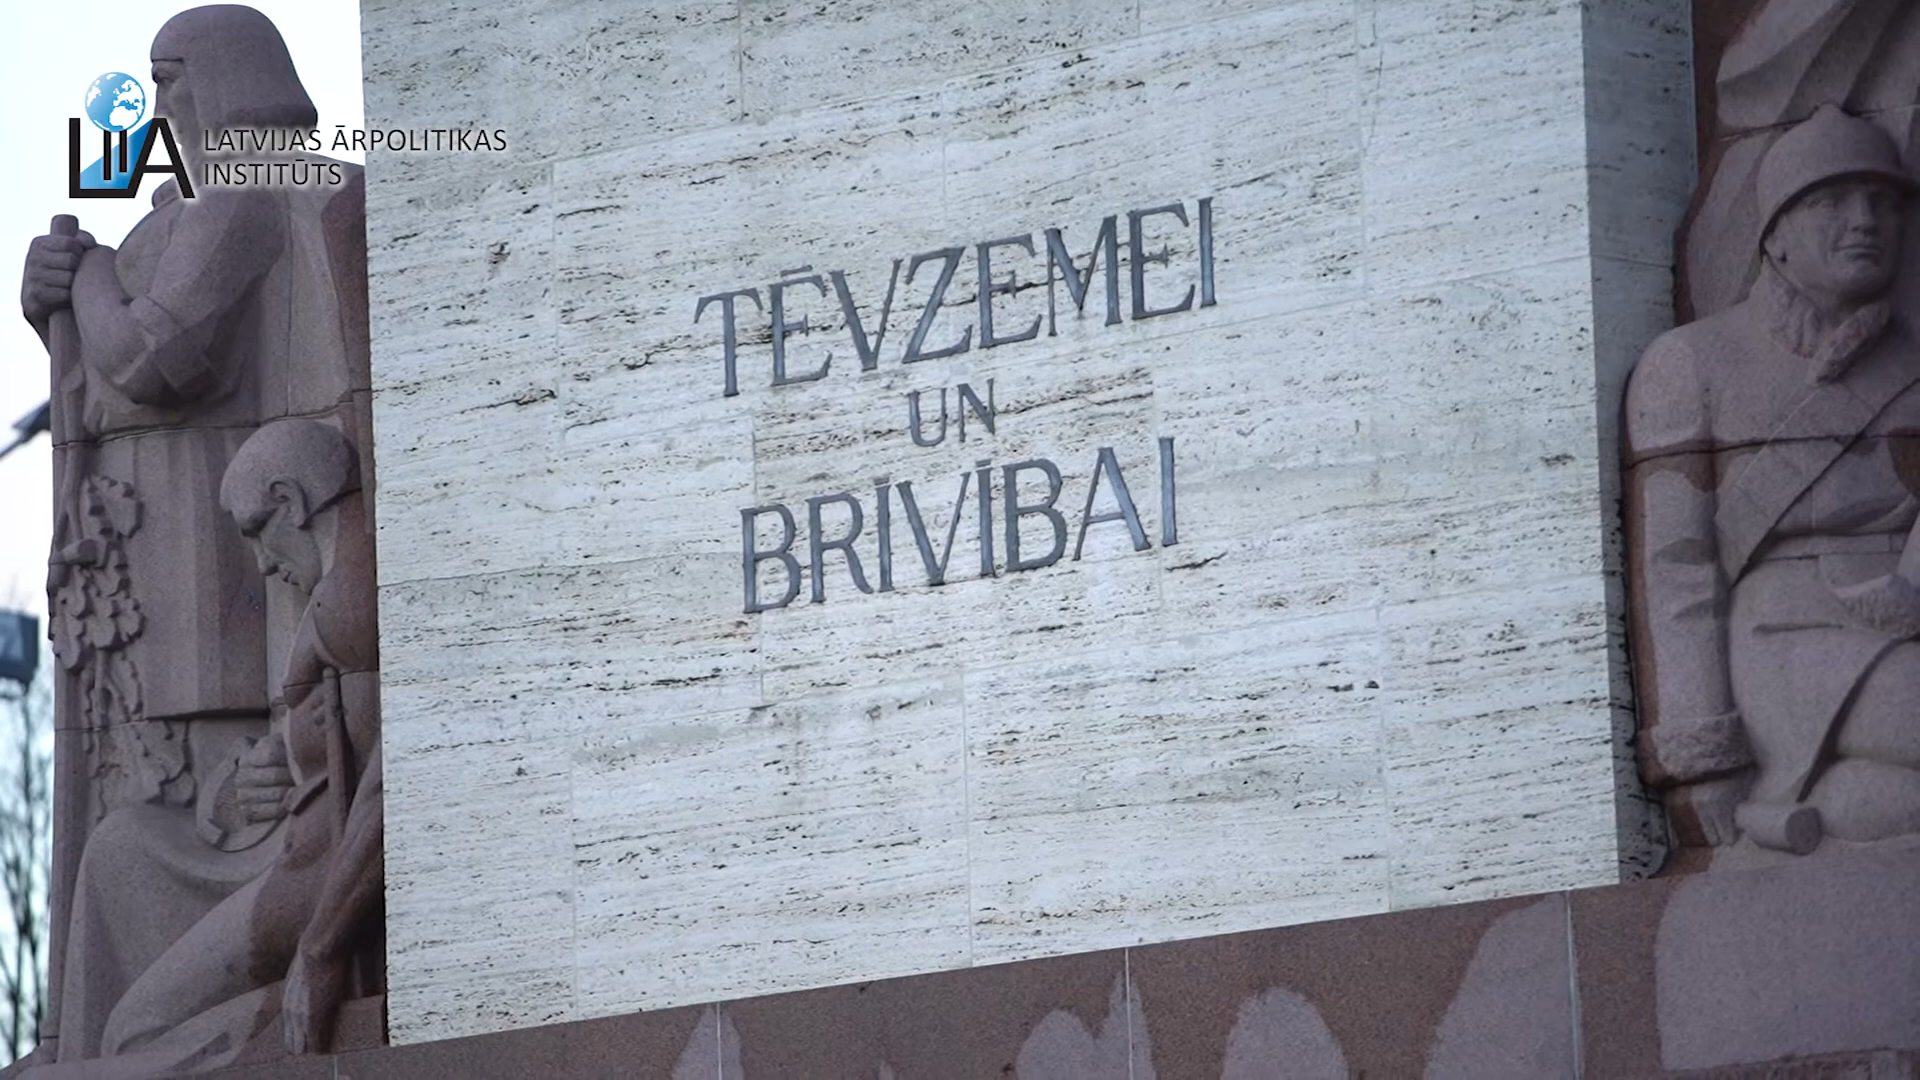 LIIA
LATVIJAS ĀRPOLITIKAS
INSTITŪTS
TĒVZEMEI
UN
BRĪVĪBAI